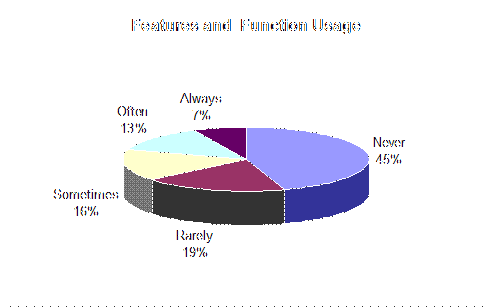 Features and Function Usage
Always
7%
Often
13%
Never
45%
Sometimes
16%
Rarely
19%